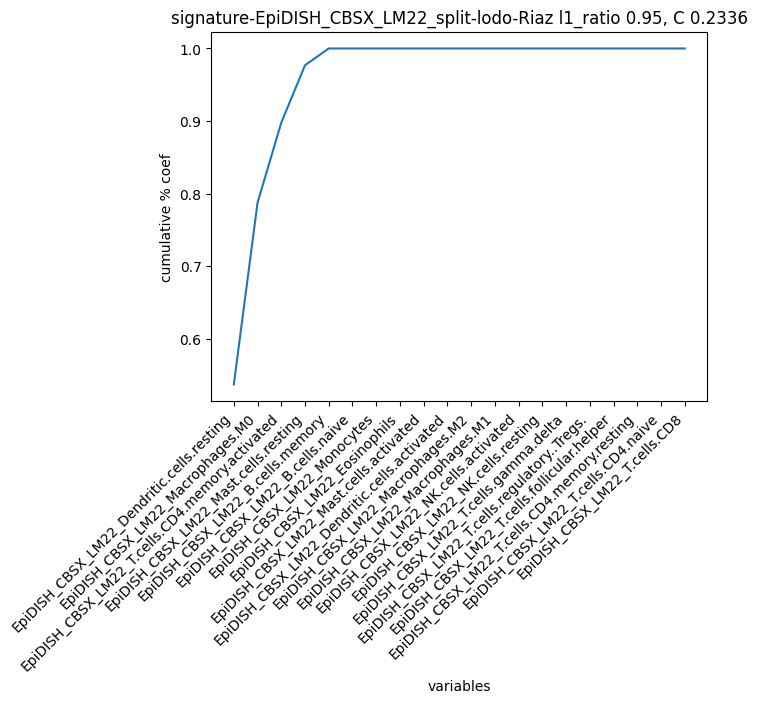 signature-EpiDISH_CBSX_LM22_split-lodo-Riaz l1_ratio 0.95, C 0.2336
1.0
0.9
0.8
0.7
0.6
cumulative % coef
EpiDISH_CBSX_LM22_Dendritic.cells.resting
EpiDISH_CBSX_LM22_Macrophages.M0
EpiDISH_CBSX_LM22_T.cells.CD4.memory.activated
EpiDISH_CBSX_LM22_Mast.cells.resting
EpiDISH_CBSX_LM22_B.cells.memory
EpiDISH_CBSX_LM22_B.cells.naive
EpiDISH_CBSX_LM22_Monocytes
EpiDISH_CBSX_LM22_Eosinophils
EpiDISH_CBSX_LM22_Mast.cells.activated
EpiDISH_CBSX_LM22_Dendritic.cells.activated
EpiDISH_CBSX_LM22_Macrophages.M2
EpiDISH_CBSX_LM22_Macrophages.M1
EpiDISH_CBSX_LM22_NK.cells.activated
EpiDISH_CBSX_LM22_NK.cells.resting
EpiDISH_CBSX_LM22_T.cells.gamma.delta
EpiDISH_CBSX_LM22_T.cells.regulatory..Tregs.
EpiDISH_CBSX_LM22_T.cells.follicular.helper
EpiDISH_CBSX_LM22_T.cells.CD4.memory.resting
EpiDISH_CBSX_LM22_T.cells.CD4.naive
EpiDISH_CBSX_LM22_T.cells.CD8
variables